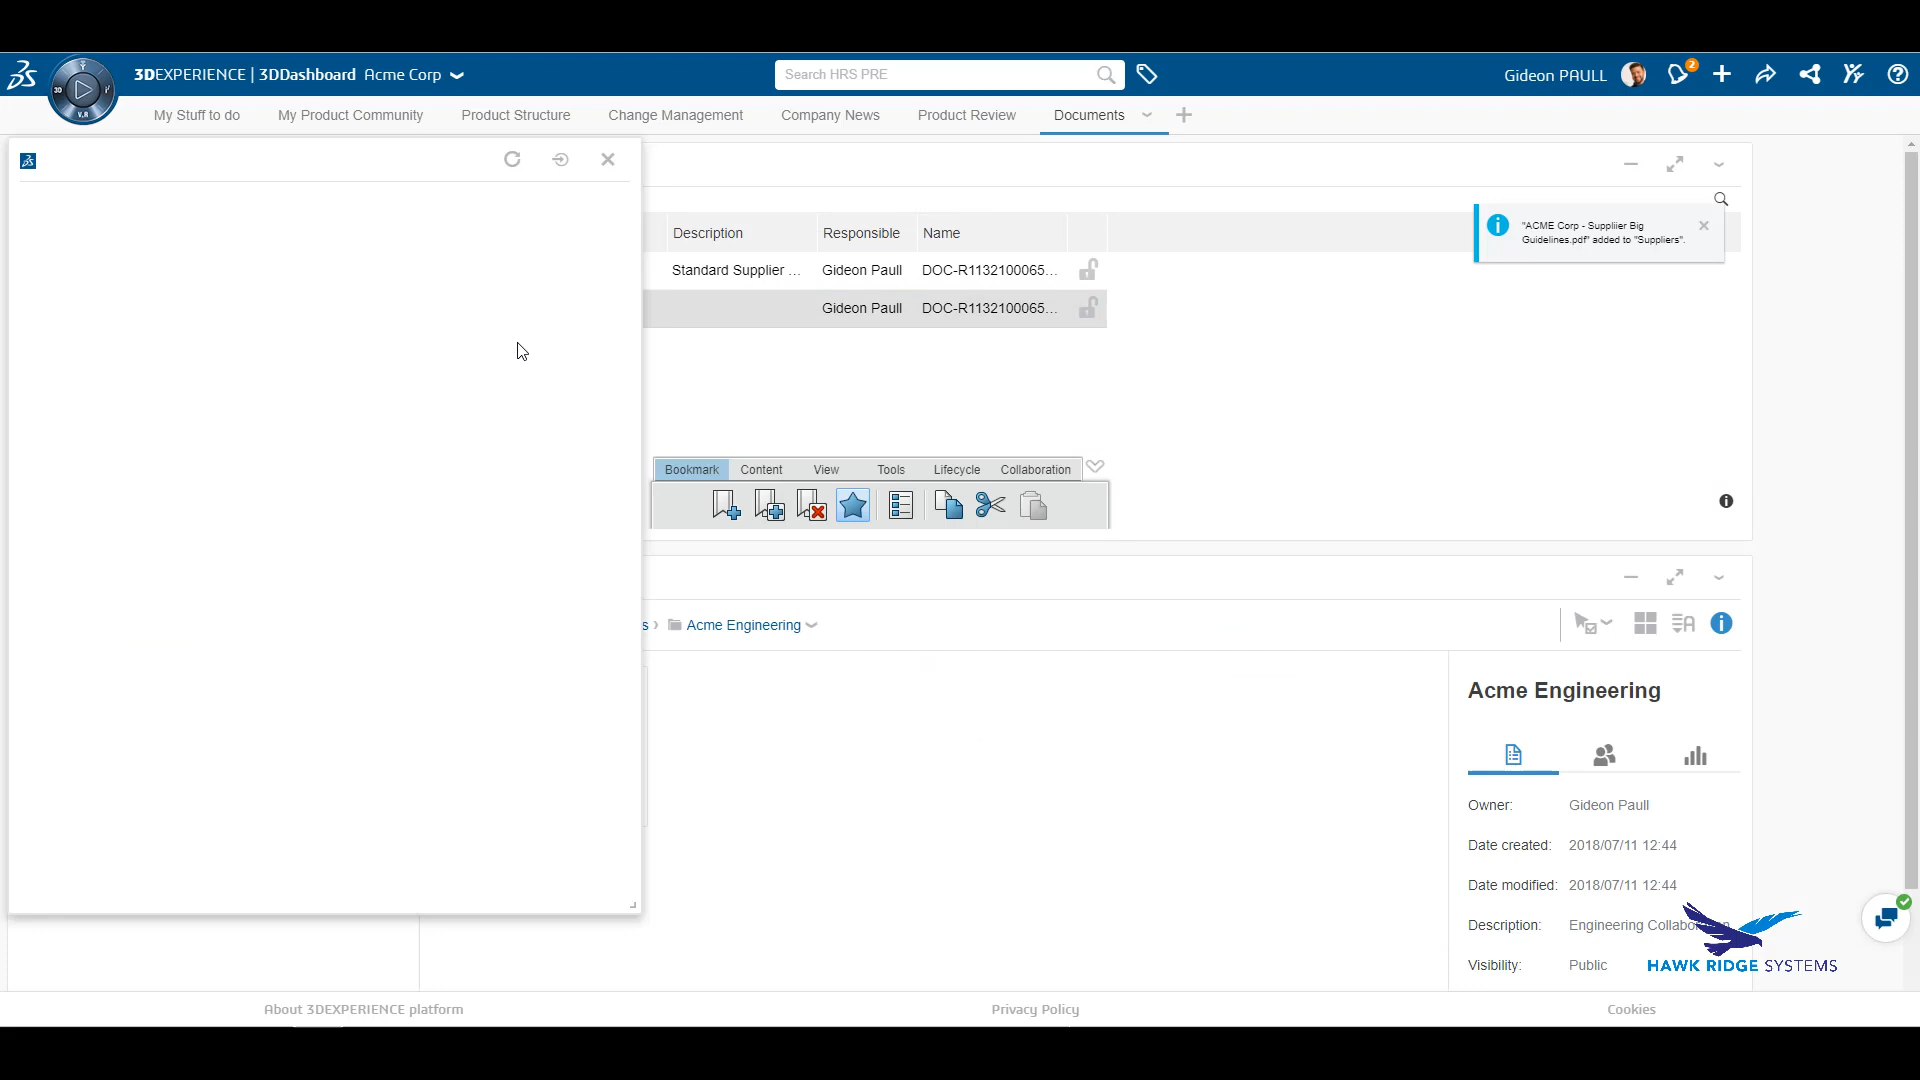 3DEXPERIENCE | 3DDashboard Acme Corp
Search HRS PRE
Gideon PAULL
2
3D
V.R
My Stuff to do
My Product Community
Product Structure
Change Management
Company News
Product Review
Documents
Description
Responsible
Name
"ACME Corp - Suppliier Big
Guidelines.pdf" added to "Suppliers".
Standard Supplier ...
Gideon Paull
DOC-R1132100065...
Gideon Paull
DOC-R1132100065...
Bookmark
Content
View
Tools
Lifecycle
Collaboration
s
Acme Engineering
Acme Engineering
Owner: Gideon Paull
Date created: 2018/07/11 12:44
Date modified: 2018/07/11 12:44
Description: Engineering
Visibility: Public
HAWK RIDGE SYSTEMS
About 3DEXPERIENCE platform
Privacy Policy
Cookies